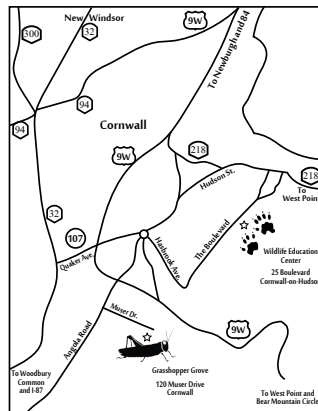 New Windsor
9W
300
32
To Newburgh and 84
94
94
Cornwall
9W
218
Hudson St.
218
To
West Point
32
107
Quaker Ave.
Hasbrook Ave.
The Boulevard
Wildlife Education
Center
25 Boulevard
Cornwall-on-Hudson
Angola Road
Muser Dr.
9W
Grasshopper Grove
120 Muser Drive
Cornwall
To Woodbury
Common
and I-87
To West Point and
Bear Mountain Circle